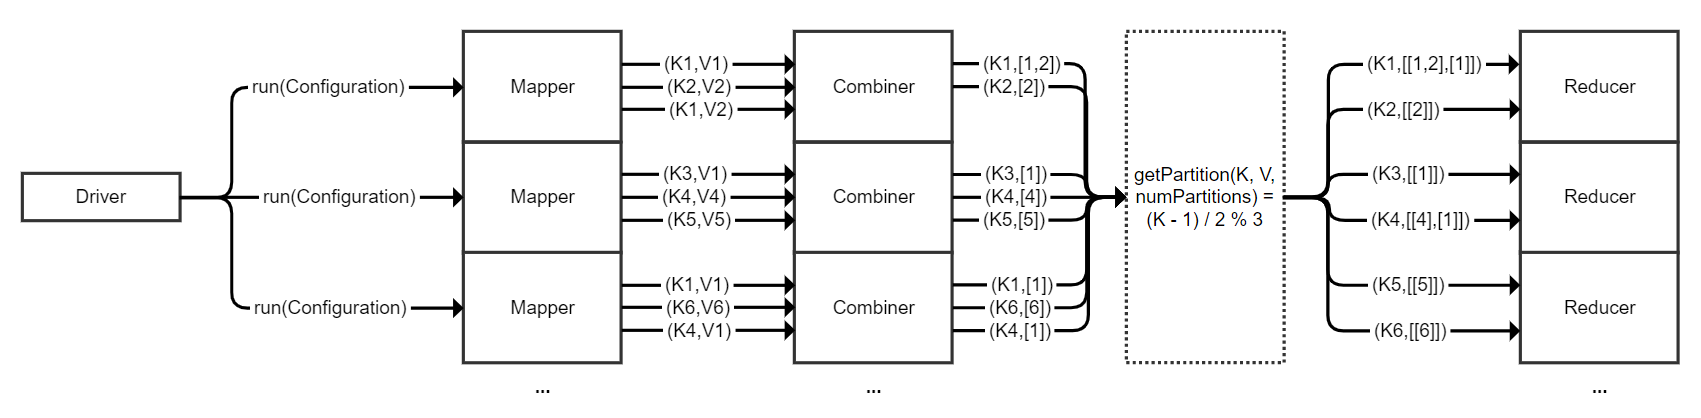 Driver
run(Configuration)
run(Configuration)
run(Configuration)
Mapper
Mapper
Mapper
...
(K1,V1)
(K2,V2)
(K1,V2)
(K3,V1)
(K4,V4)
(K5,V5)
(K1,V1)
(K6,V6)
(K4,V1)
Combiner
Combiner
Combiner
...
(K1,[1,2])
(K2,[2])
(K3,[1])
(K4,[4])
(K5,[5])
(K1,[1])
(K6,[6])
(K4,[1])
getPartition(K, V,
numPartitions) =
(K - 1) / 2 % 3
(K1,[[1,2],[1]])
(K2,[[2]])
(K3,[[1]])
(K4,[[4],[1]])
(K5,[[5]])
(K6,[[6]])
Reducer
Reducer
Reducer
...